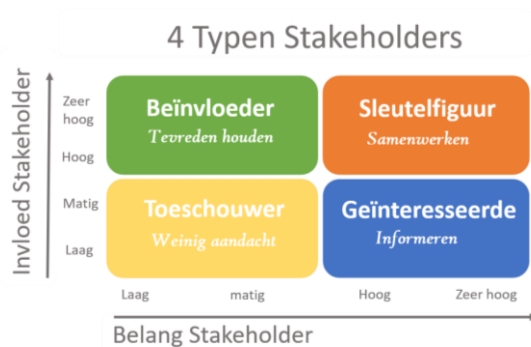 4 Typen Stakeholders
Invloed Stakeholder
Zeer
hoog
Hoog
Matig
Laag
Beïnvloeder
Tevreden houden
Sleutelfiguur
Samenwerken
Toeschouwer
Weinig aandacht
Geïnteresseerde
Informeren
Laag
matig
Hoog
Zeer hoog
Belang Stakeholder